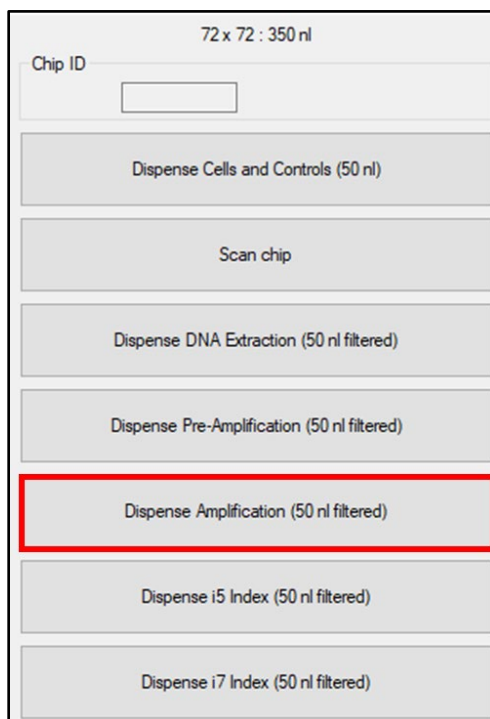 72 x 72 : 350 nl
Chip ID
Dispense Cells and Controls (50 nl)
Scan chip
Dispense DNA Extraction (50 nl filtered)
Dispense Pre-Amplification (50 nl filtered)
Dispense Amplification (50 nl filtered)
Dispense i5 Index (50 nl filtered)
Dispense i7 Index (50 nl filtered)